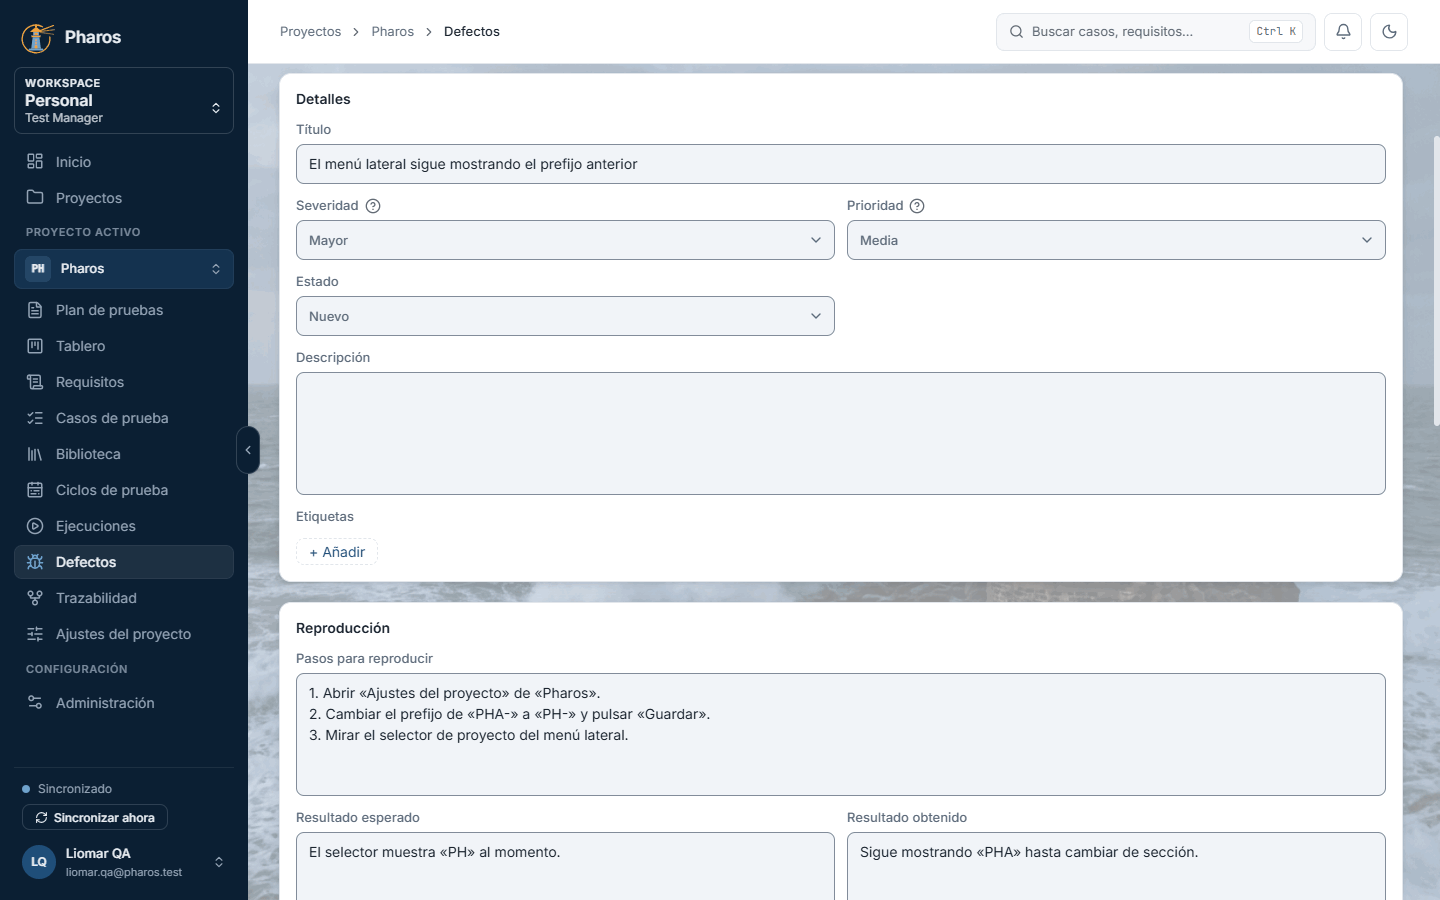 Pharos
WORKSPACE
Personal
Test Manager
Inicio
Proyectos
PROYECTO ACTIVO
PH Pharos
Plan de pruebas
Tablero
Requisitos
Casos de prueba
Biblioteca
Ciclos de prueba
Ejecuciones
Defectos
Trazabilidad
Ajustes del proyecto
CONFIGURACIÓN
Administración
Sincronizado
Sincronizar ahora
LQ
Liomar QA
liomar.qa@pharos.test
Proyectos > Pharos > Defectos
Buscar casos, requisitos... Ctrl K
Detalles
Título
El menú lateral sigue mostrando el prefijo anterior
Severidad ?
Mayor
Prioridad ?
Media
Estado
Nuevo
Descripción
Etiquetas
+ Añadir
Reproducción
Pasos para reproducir
1. Abrir «Ajustes del proyecto» de «Pharos».
2. Cambiar el prefijo de «PHA-» a «PH-» y pulsar «Guardar».
3. Mirar el selector de proyecto del menú lateral.
Resultado esperado
El selector muestra «PH» al momento.
Resultado obtenido
Sigue mostrando «PHA» hasta cambiar de sección.